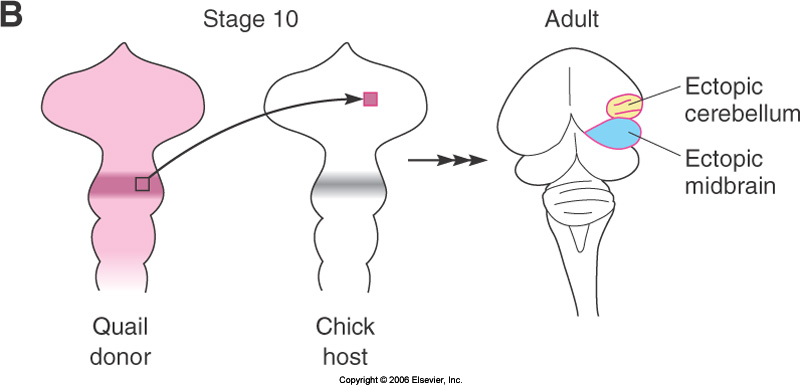 B
Stage 10
Adult
Ectopic
cerebellum
Ectopic
midbrain
Quail
donor
Chick
host
Copyright © 2006 Elsevier, Inc.